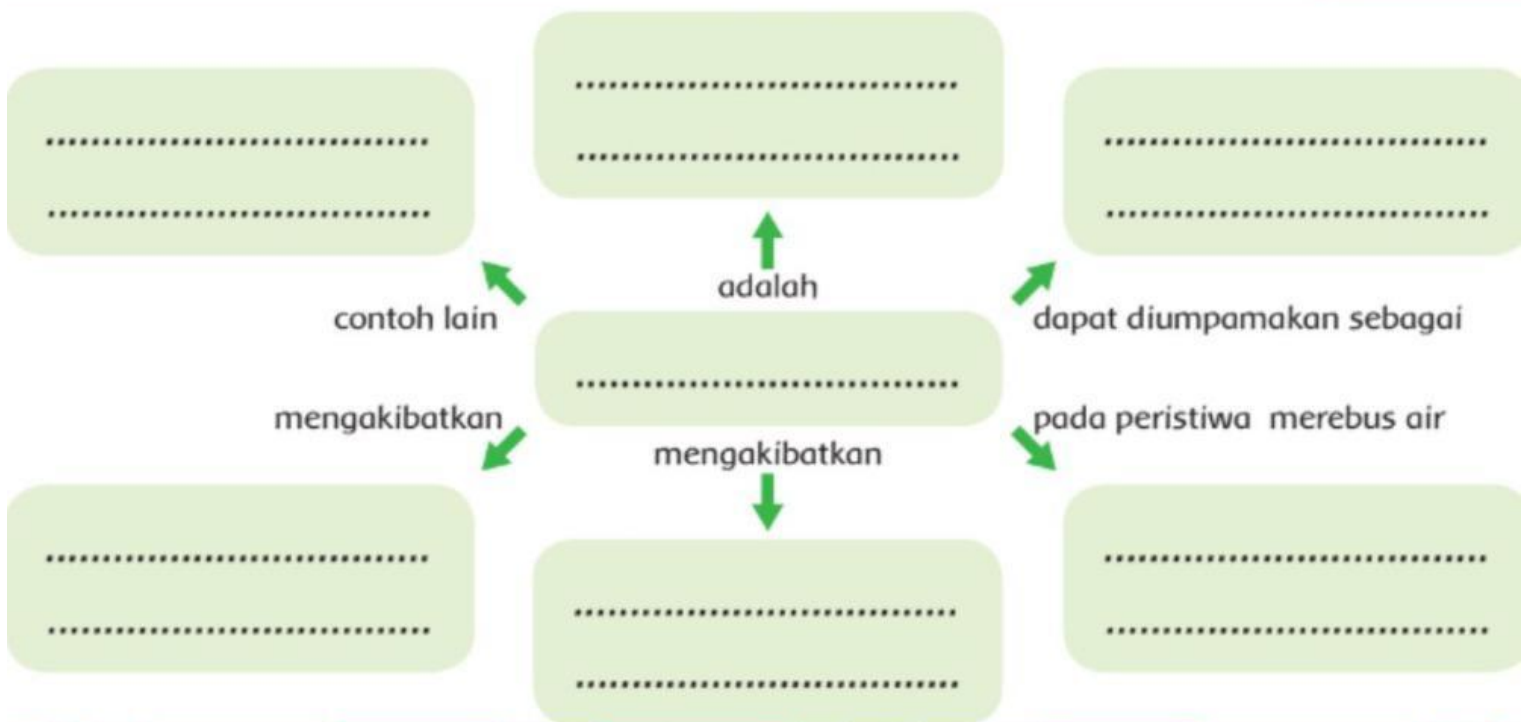 adalah
contoh lain
dapat diumpamakan sebagai
mengakibatkan
pada peristiwa merebus air
mengakibatkan